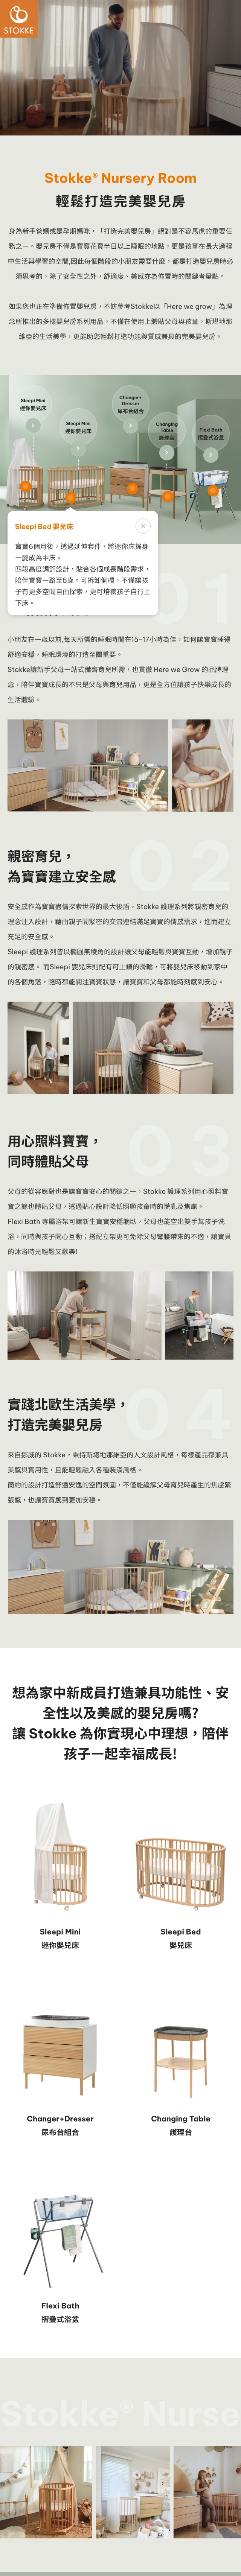 STOKKE
Stokke® Nursery Room
輕鬆打造完美嬰兒房
身為新手爸媽或是孕期媽咪，「打造完美嬰兒房」絕對是不容馬虎的重要任
務之一。嬰兒房不僅是寶寶花費半日以上睡眠的地點，更是孩童在長大過程
中生活與學習的空間,因此每個階段的小朋友需要什麼，都是打造嬰兒房時必
須思考的，除了安全性之外，舒適度、美感亦為佈置時的關鍵考量點。
如果您也正在準備佈置嬰兒房，不妨參考Stokke以「Here we grow」為理
念所推出的多樣嬰兒房系列用品，不僅在使用上體貼父母與孩童，斯堪地那
維亞的生活美學，更能助您輕鬆打造功能與質感兼具的完美嬰兒房。
Sleepi Mini
迷你嬰兒床
Sleepi Mini
迷你嬰兒床
Changer+
Dresser
尿布台組合
Changing
Table
護理台
Flexi Bath
摺疊式浴盆
Sleepi Bed 嬰兒床
寶寶6個月後，透過延伸套件，將迷你床搖身
一變成為中床。
四段高度調節設計，貼合各個成長階段需求，
陪伴寶寶一路至5歲。可拆卸側欄，不僅讓孩
子有更多空間自由探索，更可培養孩子自行上
下床。
01
小朋友在一歲以前,每天所需的睡眠時間在15-17小時為佳，如何讓寶寶睡得
舒適安穩，睡眠環境的打造至關重要。
Stokke讓新手父母一站式備齊育兒所需，也貫徹 Here we Grow 的品牌理
念，陪伴寶寶成長的不只是父母與育兒用品，更是全方位讓孩子快樂成長的
生活體驗。
02
親密育兒，
為寶寶建立安全感
安全感作為寶寶盡情探索世界的最大後盾，Stokke 護理系列將親密育兒的
理念注入設計，藉由親子間緊密的交流連結滿足寶寶的情感需求，進而建立
充足的安全感。
Sleepi 護理系列皆以橢圓無棱角的設計讓父母能輕鬆與寶寶互動，增加親子
的親密感。 而Sleepi 嬰兒床則配有可上鎖的滑輪，可將嬰兒床移動到家中
的各個角落，隨時都能關注寶寶狀態，讓寶寶和父母都能時刻感到安心。
03
用心照料寶寶，
同時體貼父母
父母的從容應對也是讓寶寶安心的關鍵之一，Stokke 護理系列用心照料寶
寶之餘也體貼父母，透過貼心設計降低照顧孩童時的慌亂及焦慮。
Flexi Bath 專屬浴架可讓新生寶寶安穩躺臥，父母也能空出雙手幫孩子洗
浴，同時與孩子開心互動；搭配立架更可免除父母彎腰帶來的不適，讓寶貝
的沐浴時光輕鬆又歡樂!
04
實踐北歐生活美學，
打造完美嬰兒房
來自挪威的 Stokke，秉持斯堪地那維亞的人文設計風格，每樣產品都兼具
美感與實用性，且能輕鬆融入各種裝潢風格。
簡約的設計打造舒適安逸的空間氛圍，不僅能緩解父母育兒時產生的焦慮緊
張感，也讓寶寶感到更加安穩。
想為家中新成員打造兼具功能性、安
全性以及美感的嬰兒房嗎?
讓 Stokke 為你實現心中理想，陪伴
孩子一起幸福成長!
Sleepi Mini
迷你嬰兒床
Sleepi Bed
嬰兒床
Changer+Dresser
尿布台組合
Changing Table
護理台
Flexi Bath
摺疊式浴盆
Stokke® Nurse